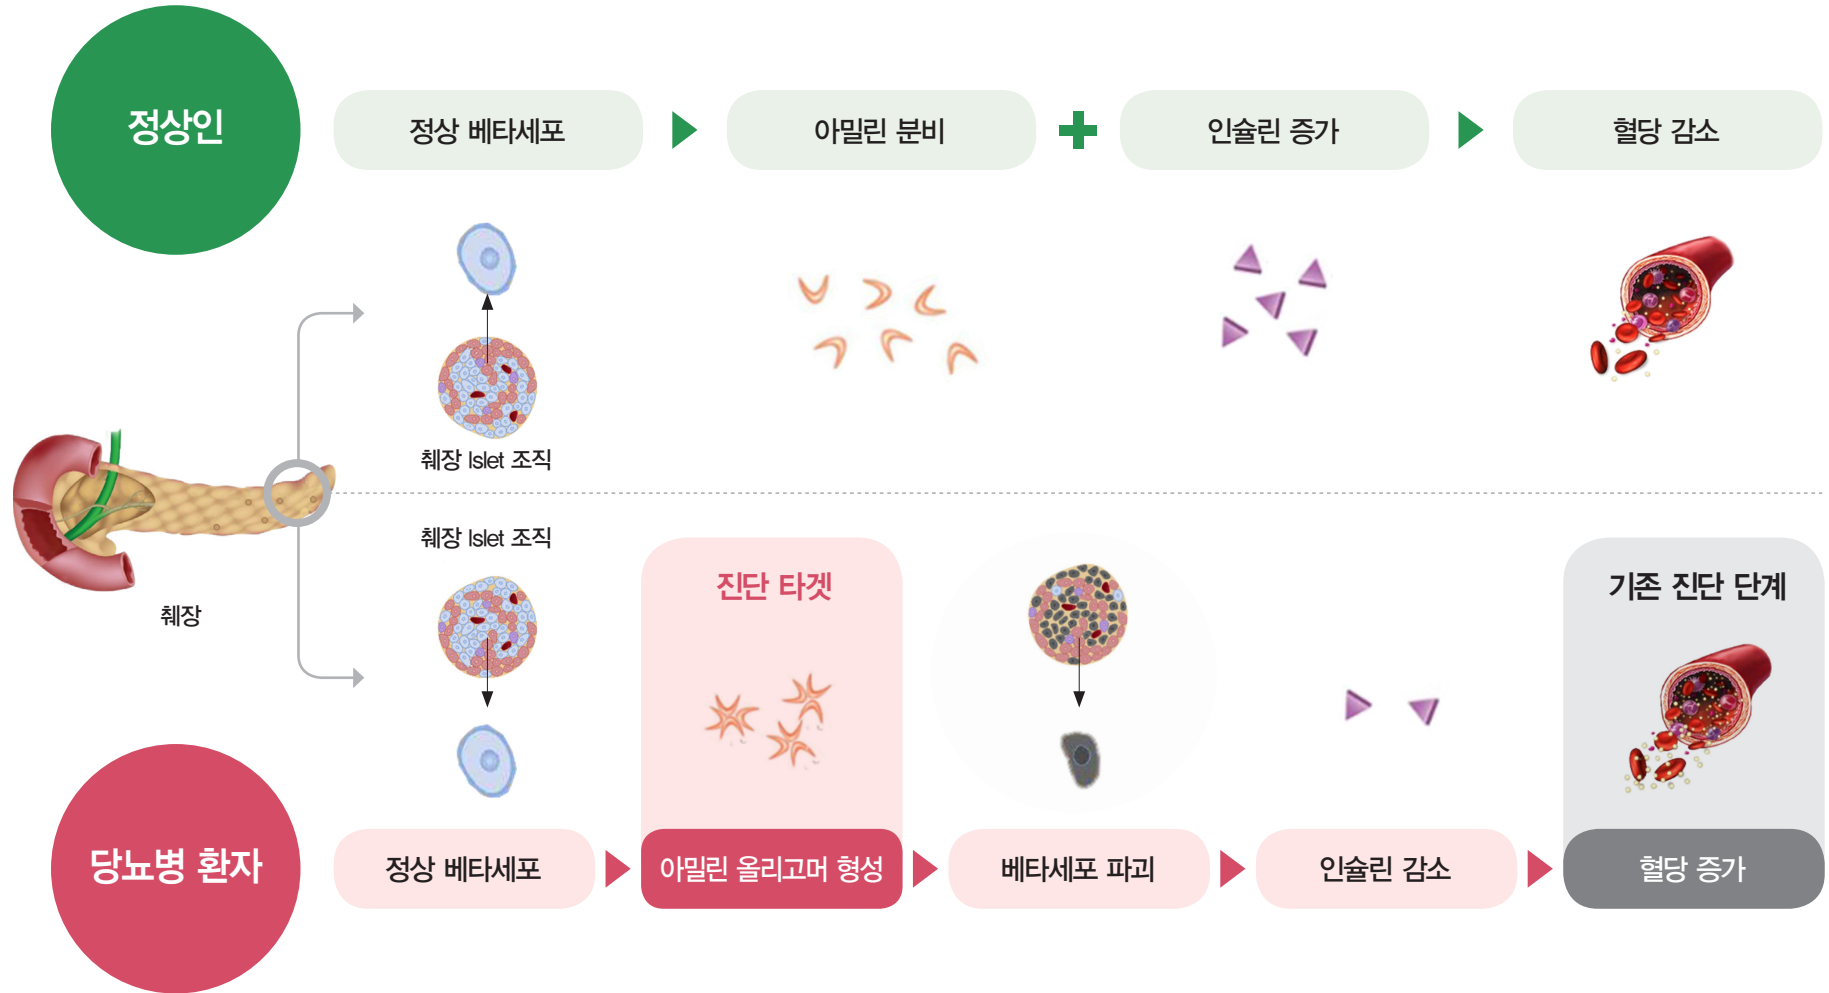 정상인
정상 베타세포
아밀린 분비
인슐린 증가
혈당 감소
췌장 Islet 조직
췌장 Islet 조직
췌장
진단 타겟
기존 진단 단계
당뇨병 환자
정상 베타세포
아밀린 올리고머 형성
베타세포 파괴
인슐린 감소
혈당 증가